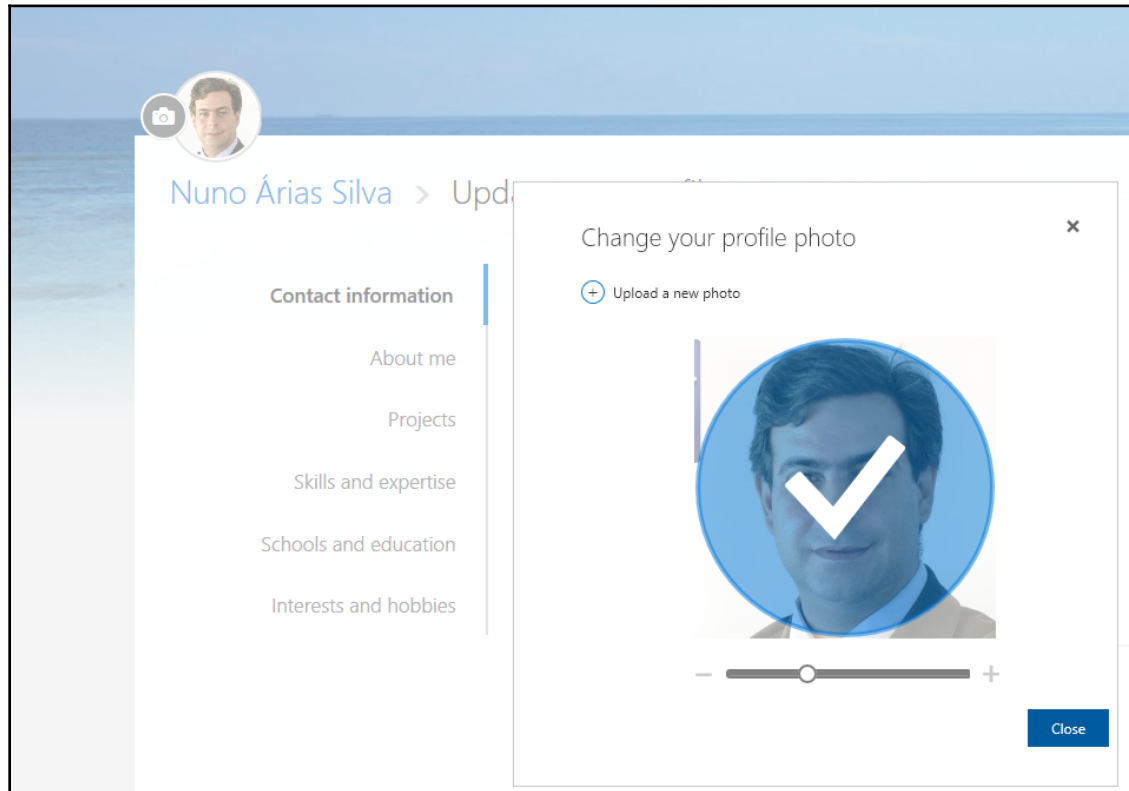 Nuno Árias Silva > Upd
Change your profile photo
×
+ Upload a new photo
Contact information
About me
Projects
Skills and expertise
Schools and education
Interests and hobbies
− +
Close